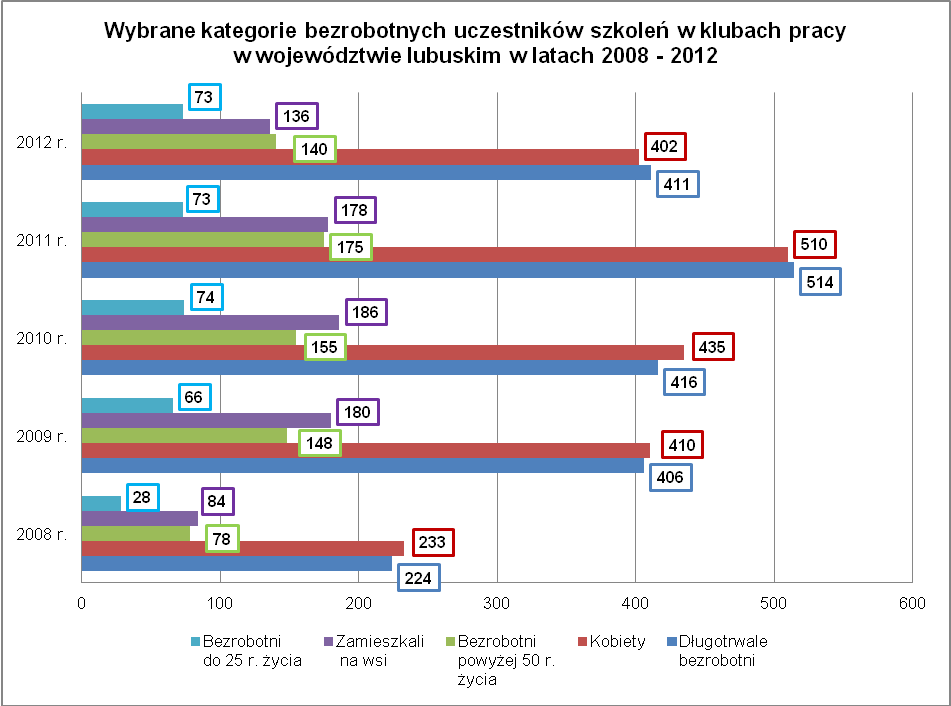 Wybrane kategorie bezrobotnych uczestników szkoleń w klubach pracy
w województwie lubuskim w latach 2008 - 2012
73
136
2012 r.
140
402
411
73
178
2011 r.
175
510
514
74
186
2010 r.
155
435
416
66
180
2009 r.
148
410
406
28
84
2008 r.
78
233
224
0 100 200 300 400 500 600
Bezrobotni
do 25 r. życia
Zamieszkali
na wsi
Bezrobotni
powyżej 50 r.
życia
Kobiety
Długotrwale
bezrobotni